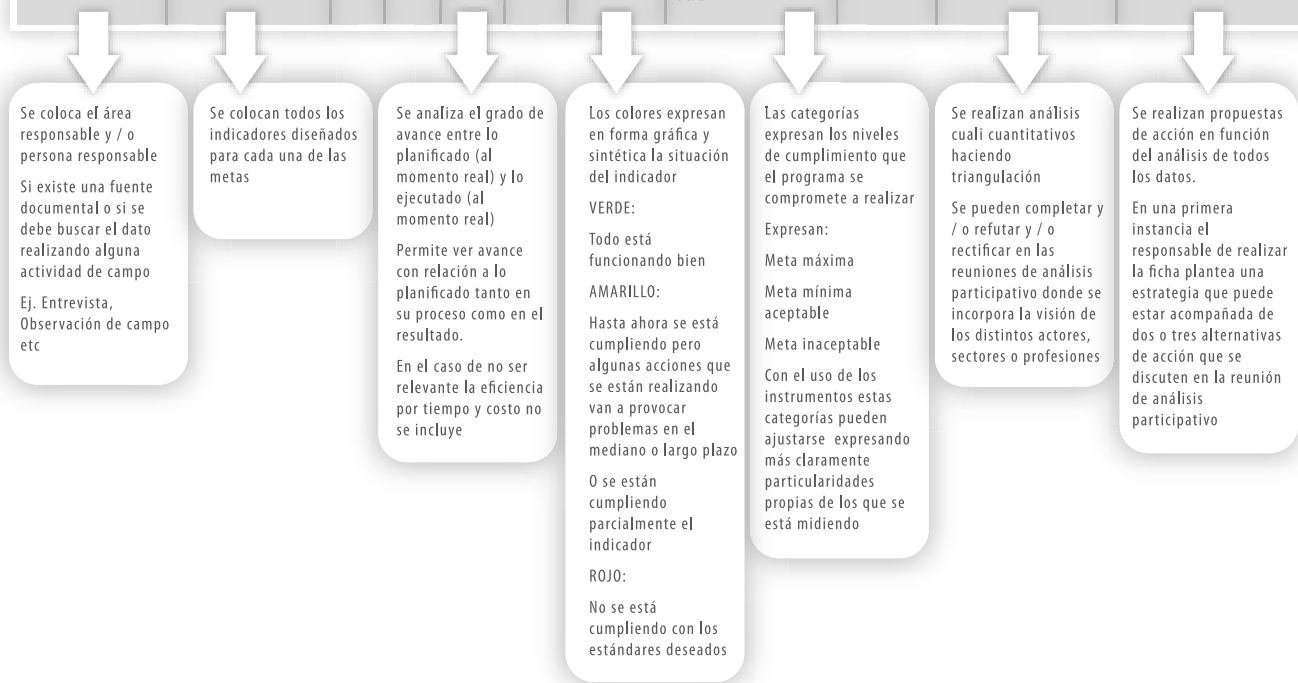 Se coloca el área
responsable y / o
persona responsable
Si existe una fuente
documental o si se
debe buscar el dato
realizando alguna
actividad de campo
Ej. Entrevista,
Observación de campo
etc
Se colocan todos los
indicadores diseñados
para cada una de las
metas
Se analiza el grado de
avance entre lo
planificado (al
momento real) y lo
ejecutado (al
momento real)
Permite ver avance
con relación a lo
planificado tanto en
su proceso como en el
resultado.
En el caso de no ser
relevante la eficiencia
por tiempo y costo no
se incluye
Los colores expresan
en forma gráfica y
sintética la situación
del indicador
VERDE:
Todo está
funcionando bien
AMARILLO:
Hasta ahora se está
cumpliendo pero
algunas acciones que
se están realizando
van a provocar
problemas en el
mediano o largo plazo
O se están
cumpliendo
parcialmente el
indicador
ROJO:
No se está
cumpliendo con los
estándares deseados
Las categorías
expresan los niveles
de cumplimiento que
el programa se
compromete a realizar
Expresan:
Meta máxima
Meta mínima
aceptable
Meta inaceptable
Con el uso de los
instrumentos estas
categorías pueden
ajustarse expresando
más claramente
particularidades
propias de los que se
está midiendo
Se realizan análisis
cuali cuantitativos
haciendo
triangulación
Se pueden completar y
/ o refutar y / o
rectificar en las
reuniones de análisis
participativo donde se
incorpora la visión de
los distintos actores,
sectores o profesiones
Se realizan propuestas
de acción en función
del análisis de todos
los datos.
En una primera
instancia el
responsable de realizar
la ficha plantea una
estrategia que puede
estar acompañada de
dos o tres alternativas
de acción que se
discuten en la reunión
de análisis
participativo